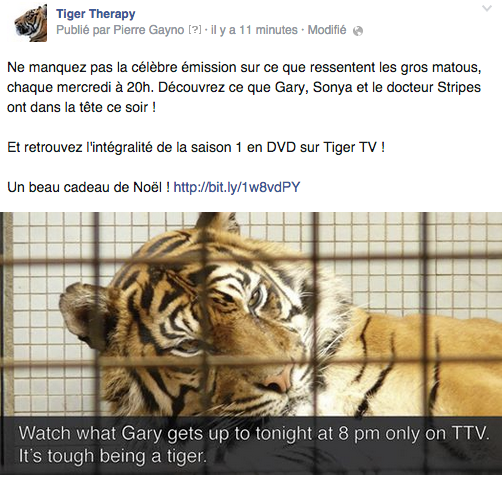 Tiger Therapy
Publié par Pierre Gayno [?] · il y a 11 minutes · Modifié
Ne manquez pas la célèbre émission sur ce que ressentent les gros matous,
chaque mercredi à 20h. Découvrez ce que Gary, Sonya et le docteur Stripes
ont dans la tête ce soir !
Et retrouvez l'intégralité de la saison 1 en DVD sur Tiger TV !
Un beau cadeau de Noël ! http://bit.ly/1w8vdPY
Watch what Gary gets up to tonight at 8 pm only on TTV.
It's tough being a tiger.